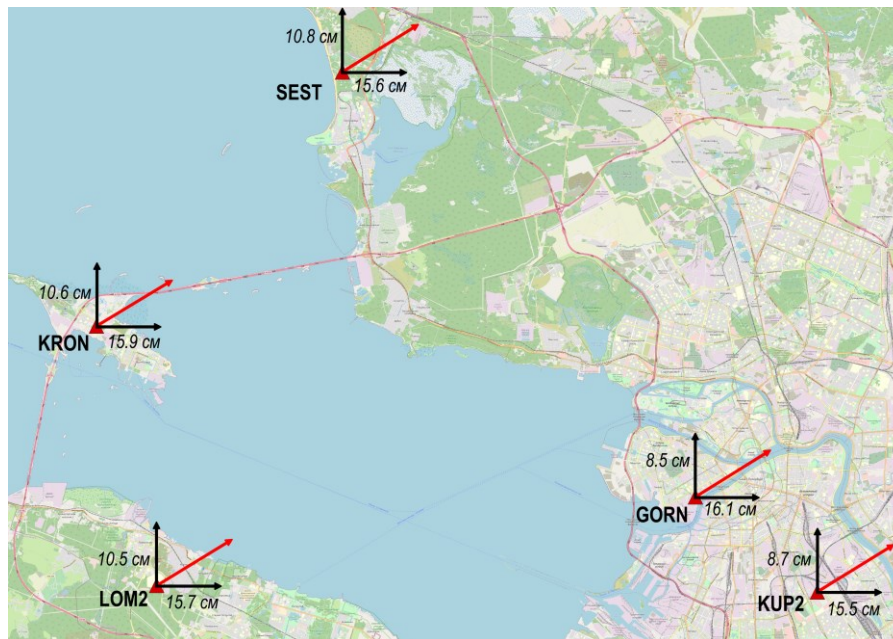 10.8 см
15.6 см
SEST
10.6 см
15.9 см
KRON
8.5 см
16.1 см
GORN
10.5 см
15.7 см
LOM2
8.7 см
15.5 см
KUP2